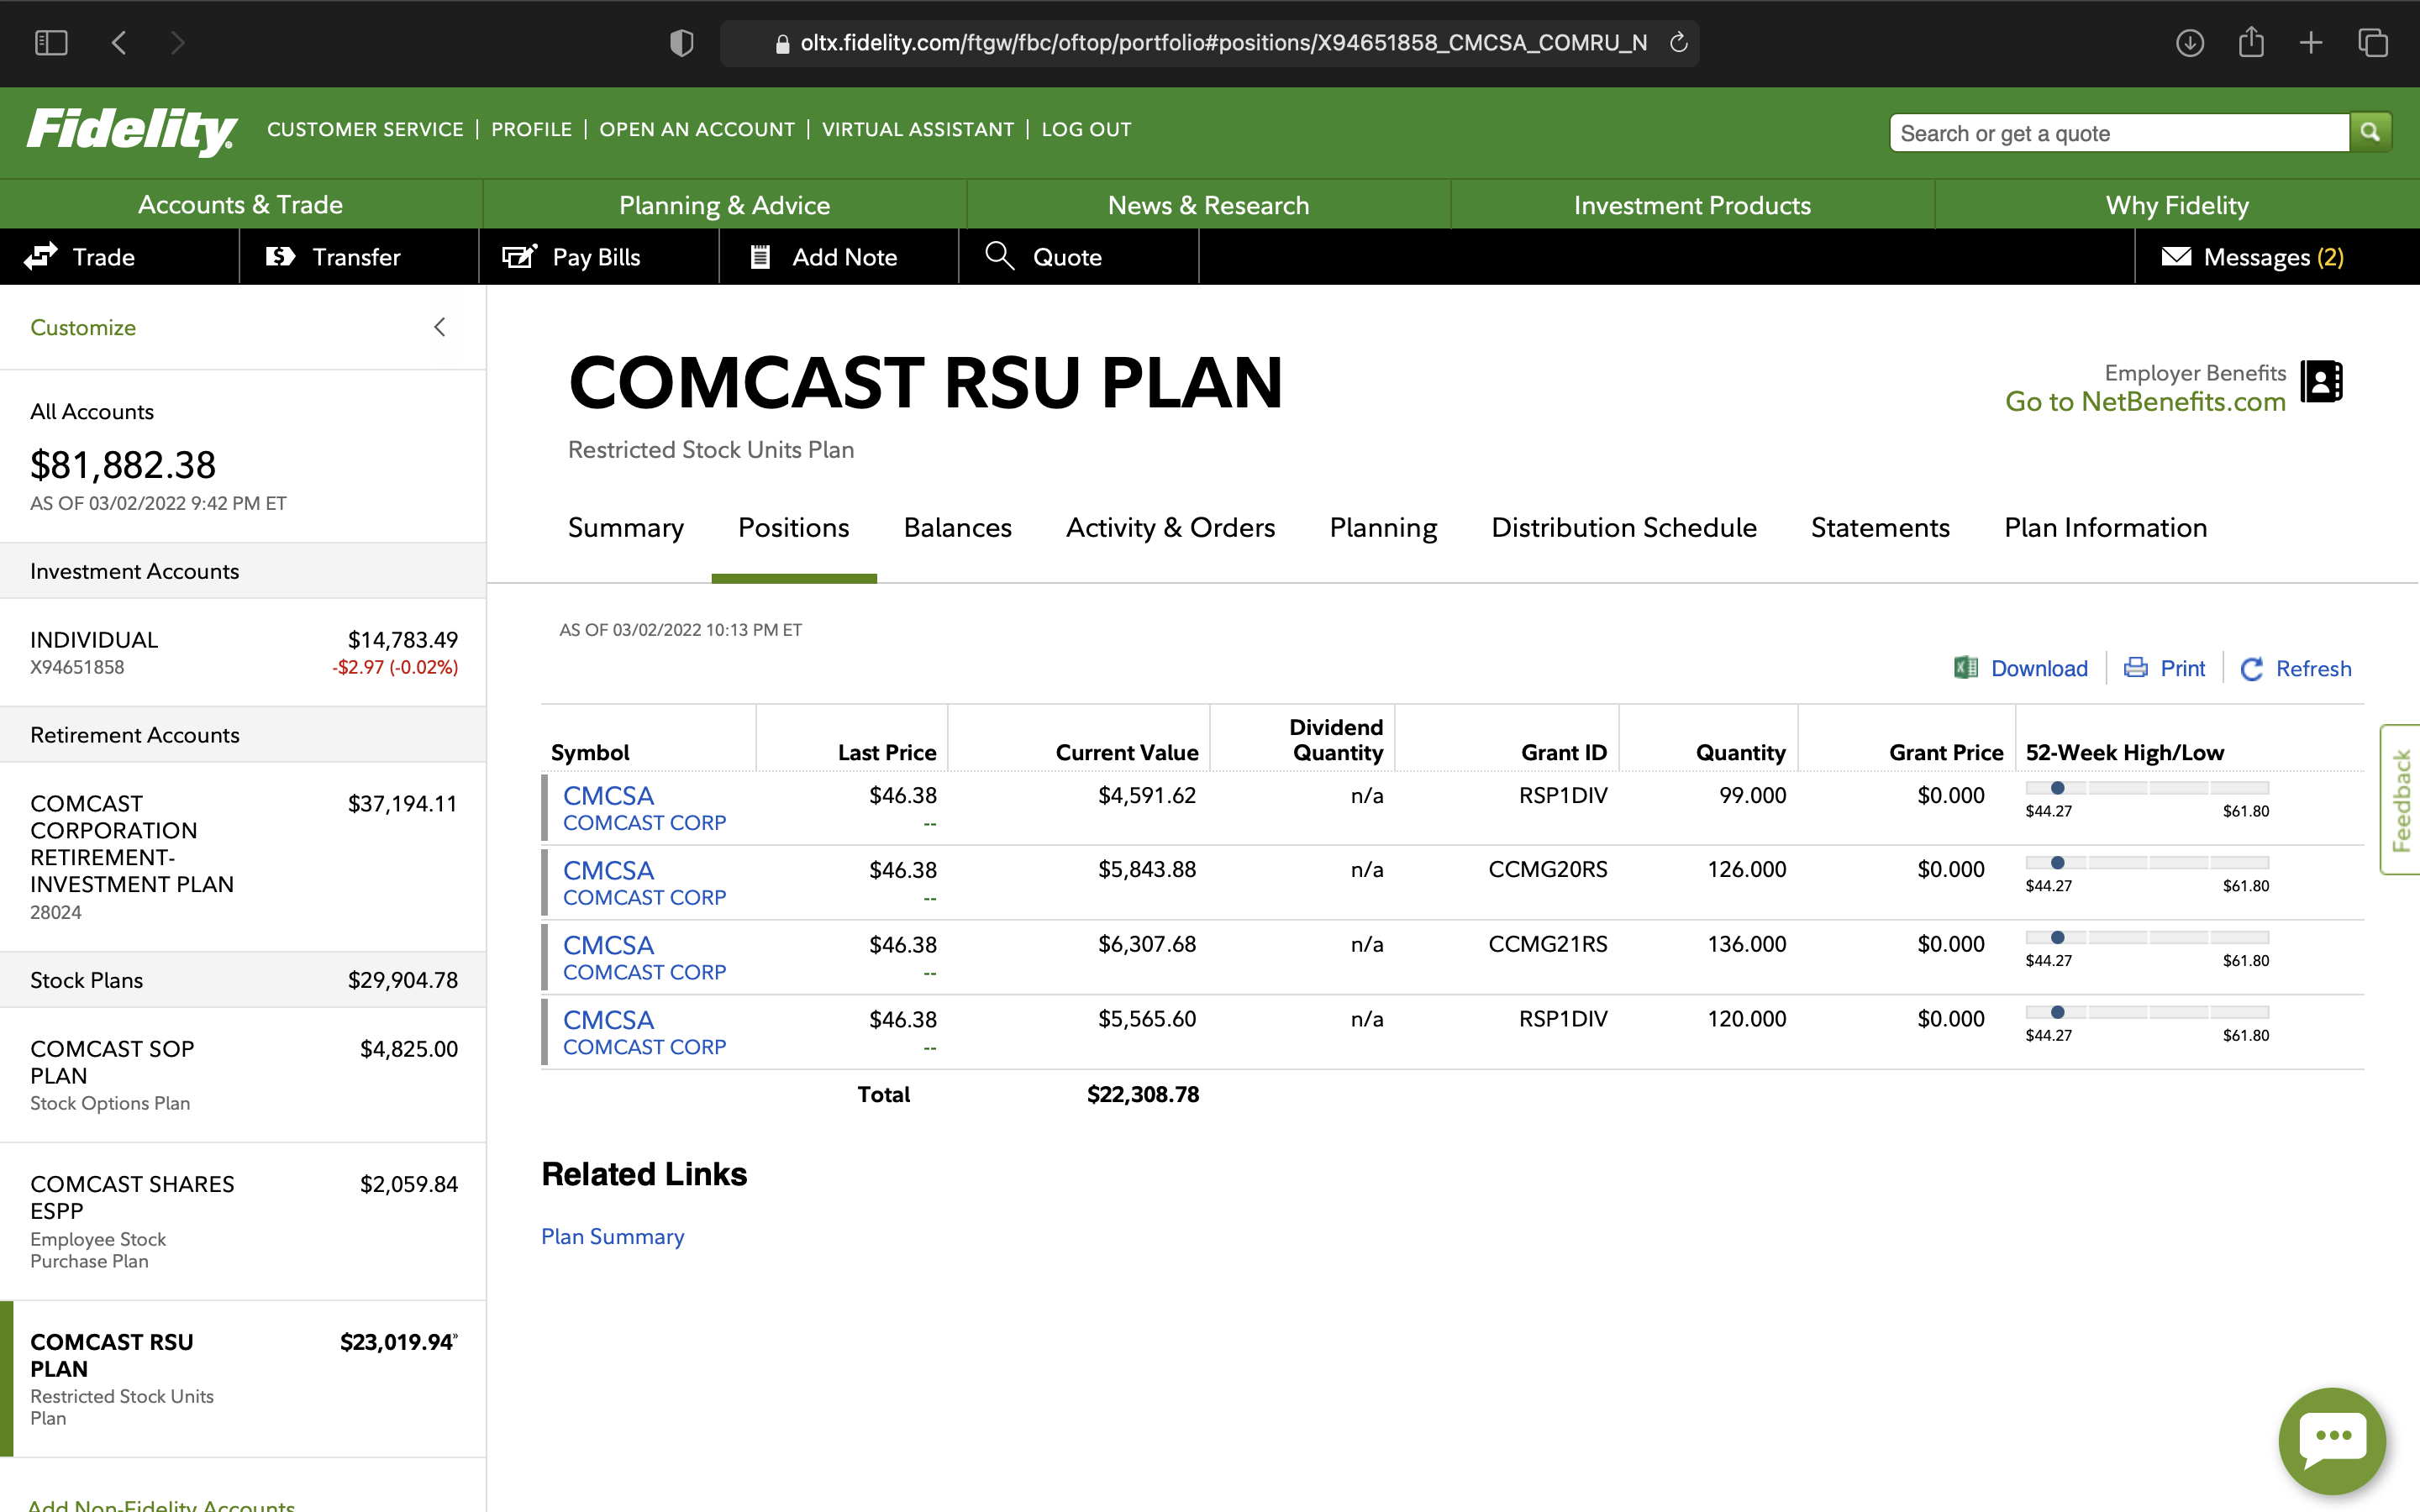 oltx.fidelity.com/ftgw/fbc/oftop/portfolio#positions/X94651858_CMCSA_COMRU_N
Fidelity
CUSTOMER SERVICE | PROFILE | OPEN AN ACCOUNT | VIRTUAL ASSISTANT | LOG OUT
Search or get a quote
Accounts & Trade Planning & Advice News & Research Investment Products Why Fidelity
Trade Transfer Pay Bills Add Note Quote Messages (2)
Customize
All Accounts
$81,882.38
AS OF 03/02/2022 9:42 PM ET
Investment Accounts
INDIVIDUAL $14,783.49
X94651858 -$2.97 (-0.02%)
Retirement Accounts
COMCAST $37,194.11
CORPORATION
RETIREMENT-
INVESTMENT PLAN
28024
Stock Plans $29,904.78
COMCAST SOP $4,825.00
PLAN
Stock Options Plan
COMCAST SHARES $2,059.84
ESPP
Employee Stock
Purchase Plan
COMCAST RSU $23,019.94»
PLAN
Restricted Stock Units
Plan
Add Non-Fidelity Accounts
COMCAST RSU PLAN
Restricted Stock Units Plan
Employer Benefits
Go to NetBenefits.com
Summary Positions Balances Activity & Orders Planning Distribution Schedule Statements Plan Information
AS OF 03/02/2022 10:13 PM ET
Download Print Refresh
Symbol Last Price Current Value Dividend Quantity Grant ID Quantity Grant Price 52-Week High/Low
CMCSA $46.38 $4,591.62 n/a RSP1DIV 99.000 $0.000
COMCAST CORP -- $44.27 $61.80
CMCSA $46.38 $5,843.88 n/a CCMG20RS 126.000 $0.000
COMCAST CORP -- $44.27 $61.80
CMCSA $46.38 $6,307.68 n/a CCMG21RS 136.000 $0.000
COMCAST CORP -- $44.27 $61.80
CMCSA $46.38 $5,565.60 n/a RSP1DIV 120.000 $0.000
COMCAST CORP -- $44.27 $61.80
Total $22,308.78
Related Links
Plan Summary
Feedback